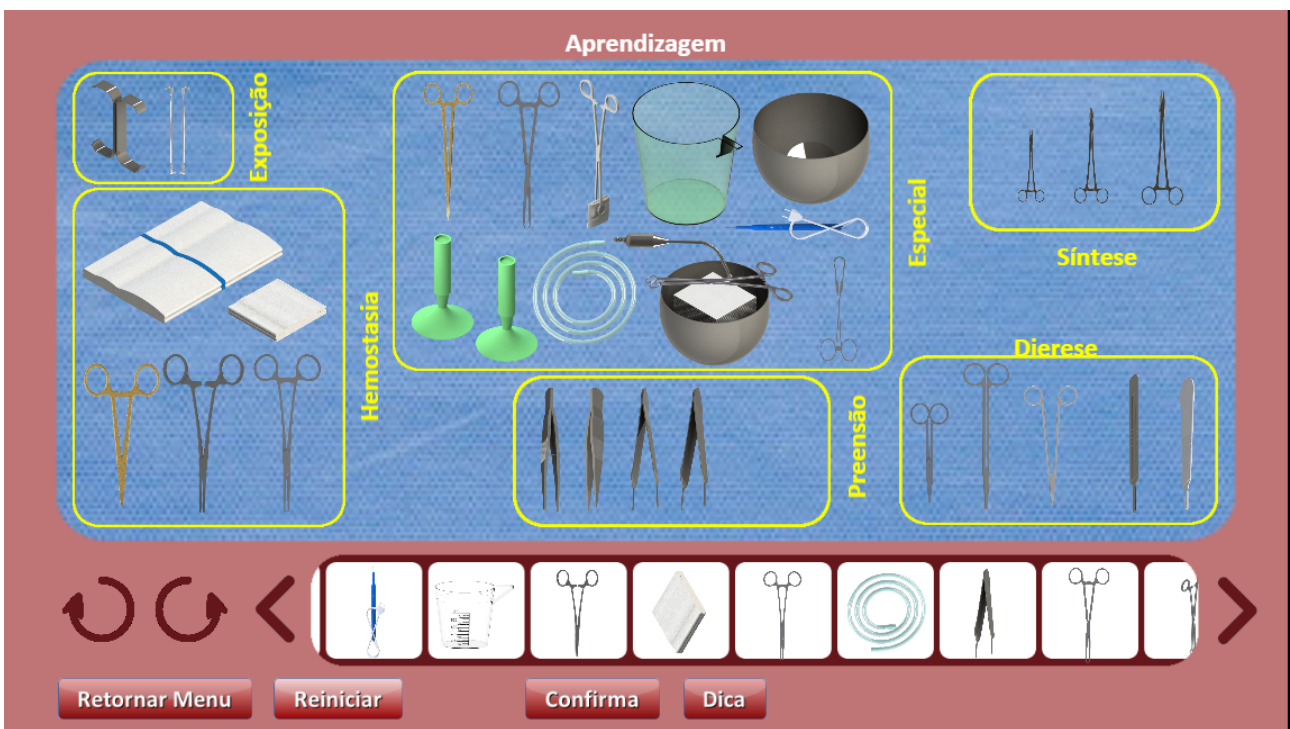 Aprendizagem
Exposição
Hemostasia
Especial
Síntese
Dierese
Preensão
Retornar Menu
Reiniciar
Confirma
Dica